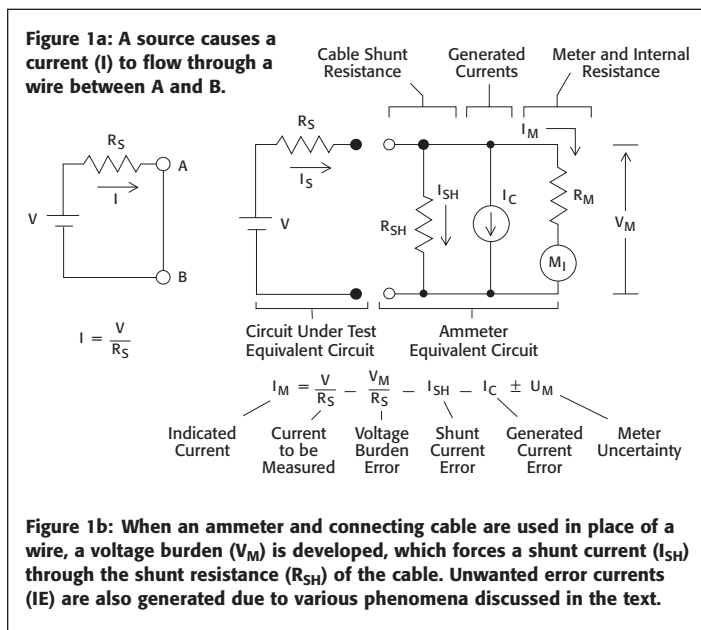 Figure 1a: A source causes a
current (I) to flow through a
wire between A and B.
Cable Shunt
Resistance
Generated
Currents
Meter and Internal
Resistance
RS
A
I
V
B
I = V
RS
RS
IS
V
ISH
RSH
IC
IM
RM
MI
VM
Circuit Under Test
Equivalent Circuit
Ammeter
Equivalent Circuit
IM = V/RS – VM/RS – ISH – IC ± UM
Indicated
Current
Current
to be
Measured
Voltage
Burden
Error
Shunt
Current
Error
Generated
Current
Error
Meter
Uncertainty
Figure 1b: When an ammeter and connecting cable are used in place of a
wire, a voltage burden (VM) is developed, which forces a shunt current (ISH)
through the shunt resistance (RSH) of the cable. Unwanted error currents
(IE) are also generated due to various phenomena discussed in the text.